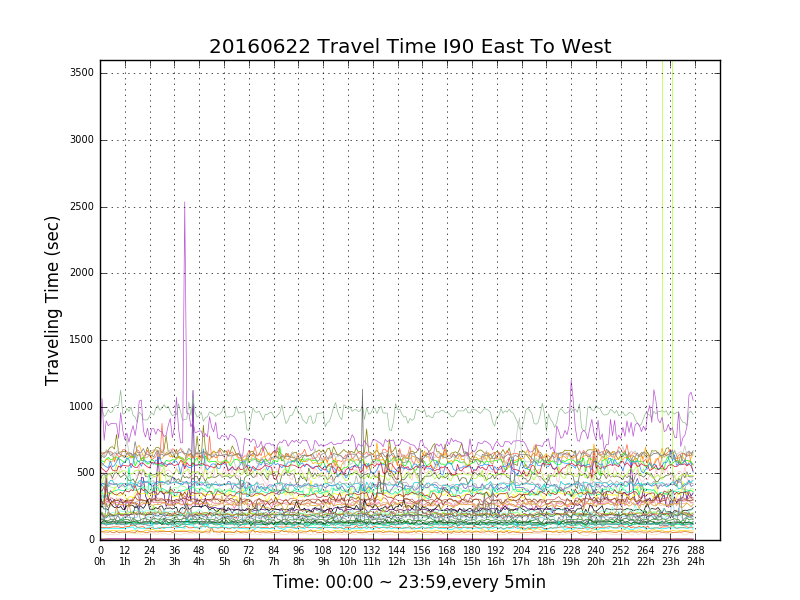 20160622 Travel Time I90 East To West
3500
3000
2500
2000
1500
1000
500
0
Traveling Time (sec)
0 12 24 36 48 60 72 84 96 108 120 132 144 156 168 180 192 204 216 228 240 252 264 276 288
0h 1h 2h 3h 4h 5h 6h 7h 8h 9h 10h 11h 12h 13h 14h 15h 16h 17h 18h 19h 20h 21h 22h 23h 24h
Time: 00:00 ~ 23:59,every 5min